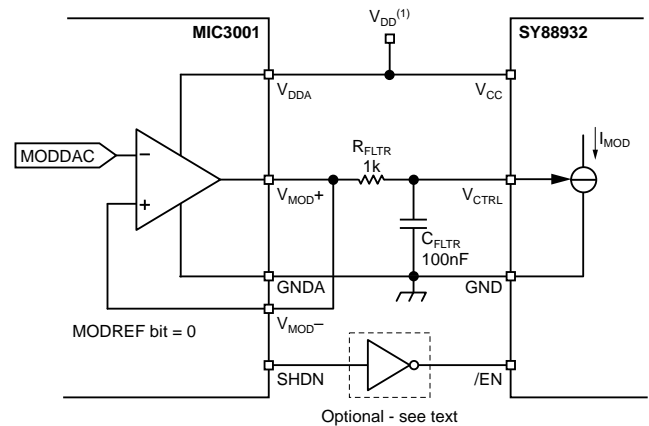 MIC3001
V_DD(1)
SY88932
V_DDA
V_CC
MODDAC
−
+
R_FLTR
1k
I_MOD
V_MOD+
V_CTRL
C_FLTR
100nF
GNDA
GND
MODREF bit = 0
V_MOD−
SHDN
/EN
Optional - see text